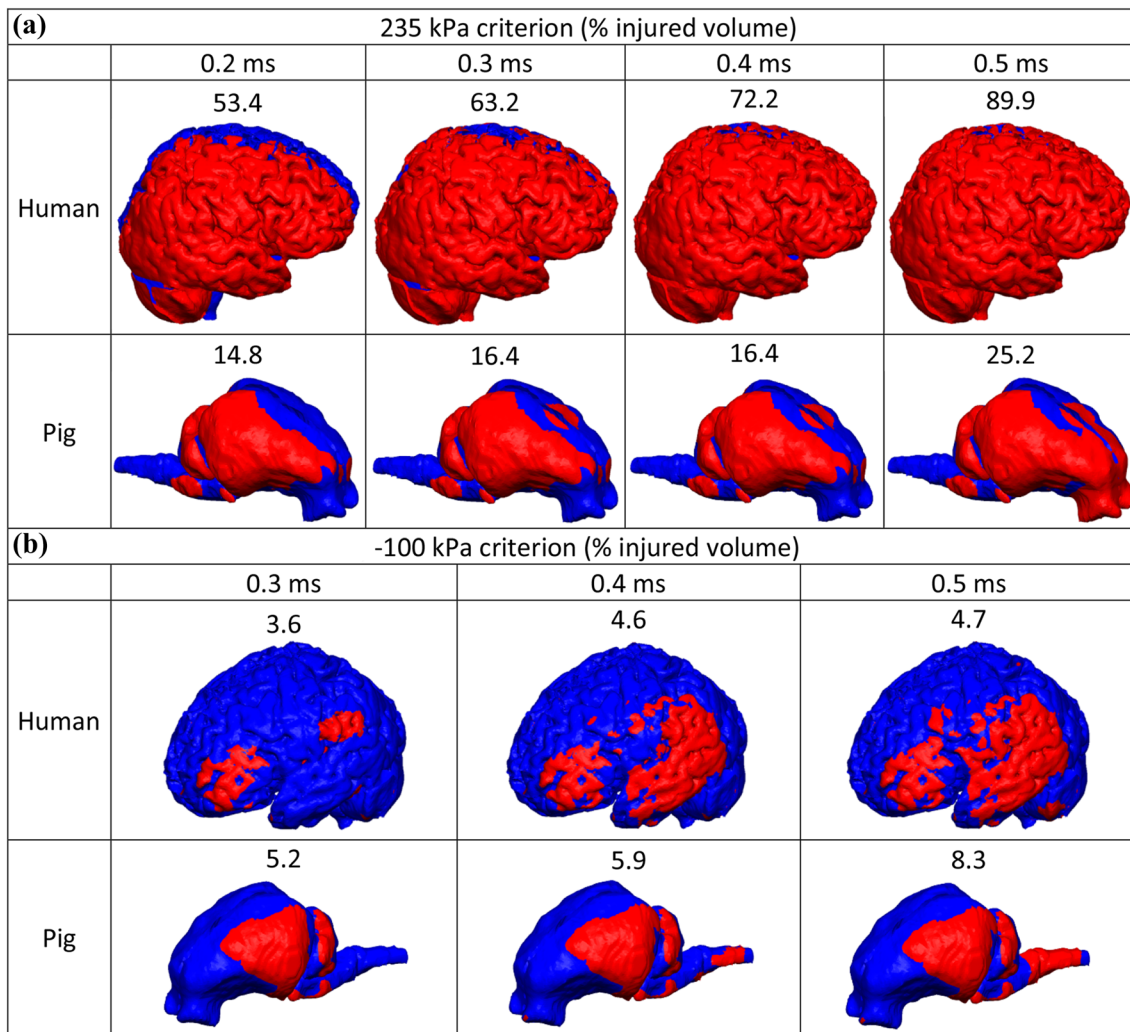 (a) 235 kPa criterion (% injured volume)
0.2 ms 0.3 ms 0.4 ms 0.5 ms
53.4 63.2 72.2 89.9
Human
14.8 16.4 16.4 25.2
Pig
(b) -100 kPa criterion (% injured volume)
0.3 ms 0.4 ms 0.5 ms
3.6 4.6 4.7
Human
5.2 5.9 8.3
Pig